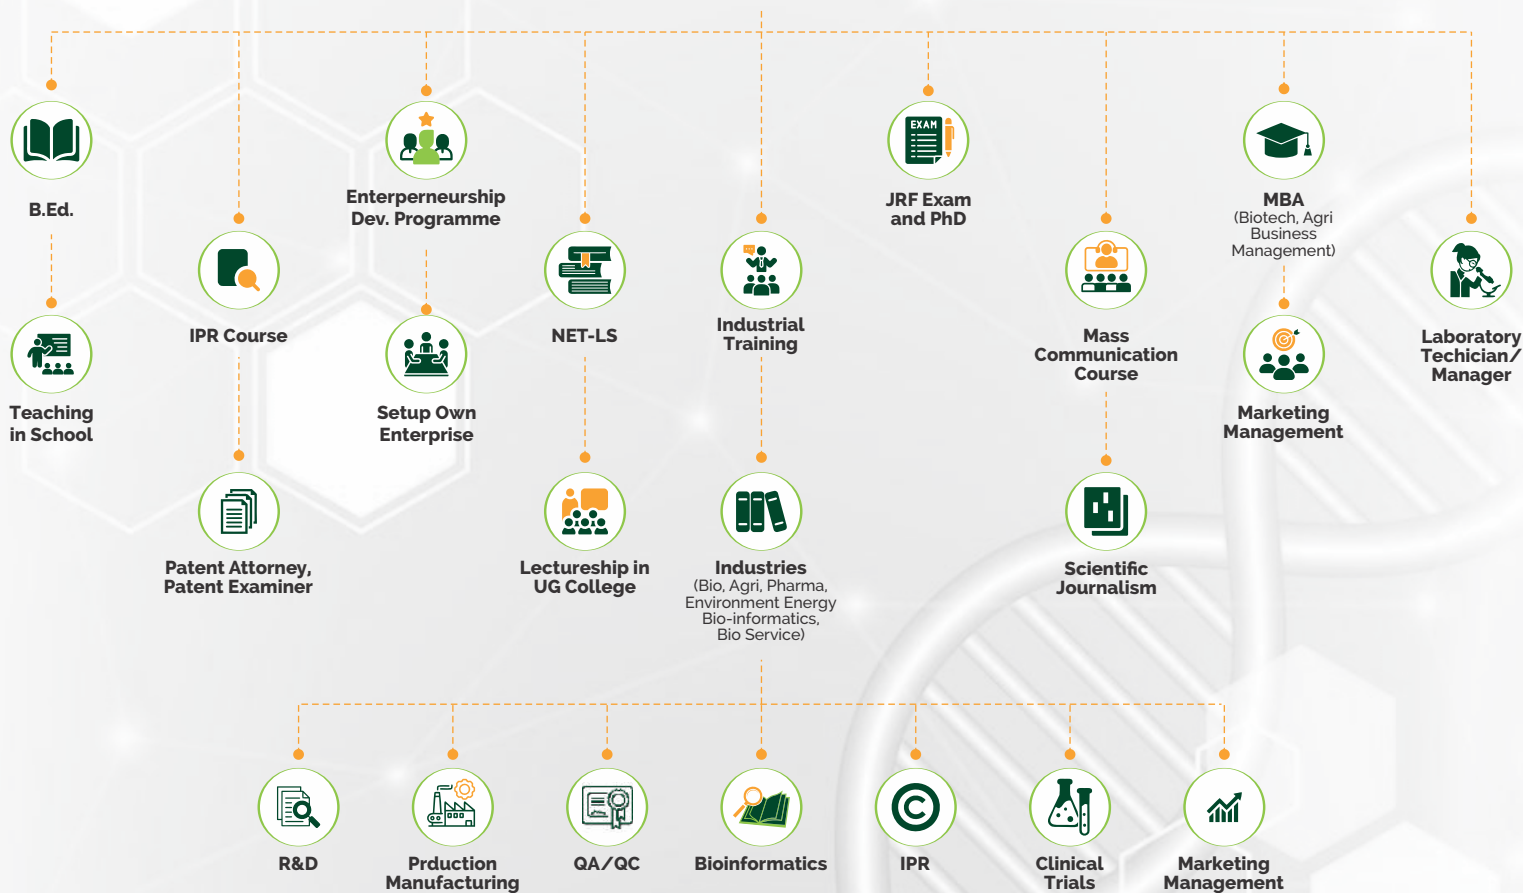 B.Ed.
Teaching
in School
IPR Course
Patent Attorney,
Patent Examiner
Enterperneurship
Dev. Programme
Setup Own
Enterprise
NET-LS
Lectureship in
UG College
Industrial
Training
Industries
(Bio, Agri, Pharma,
Environment Energy
Bio-informatics,
Bio Service)
EXAM
JRF Exam
and PhD
Mass
Communication
Course
Scientific
Journalism
MBA
(Biotech, Agri
Business
Management)
Marketing
Management
Laboratory
Techician/
Manager
R&D
Prduction
Manufacturing
QA/QC
Bioinformatics
C
IPR
Clinical
Trials
Marketing
Management